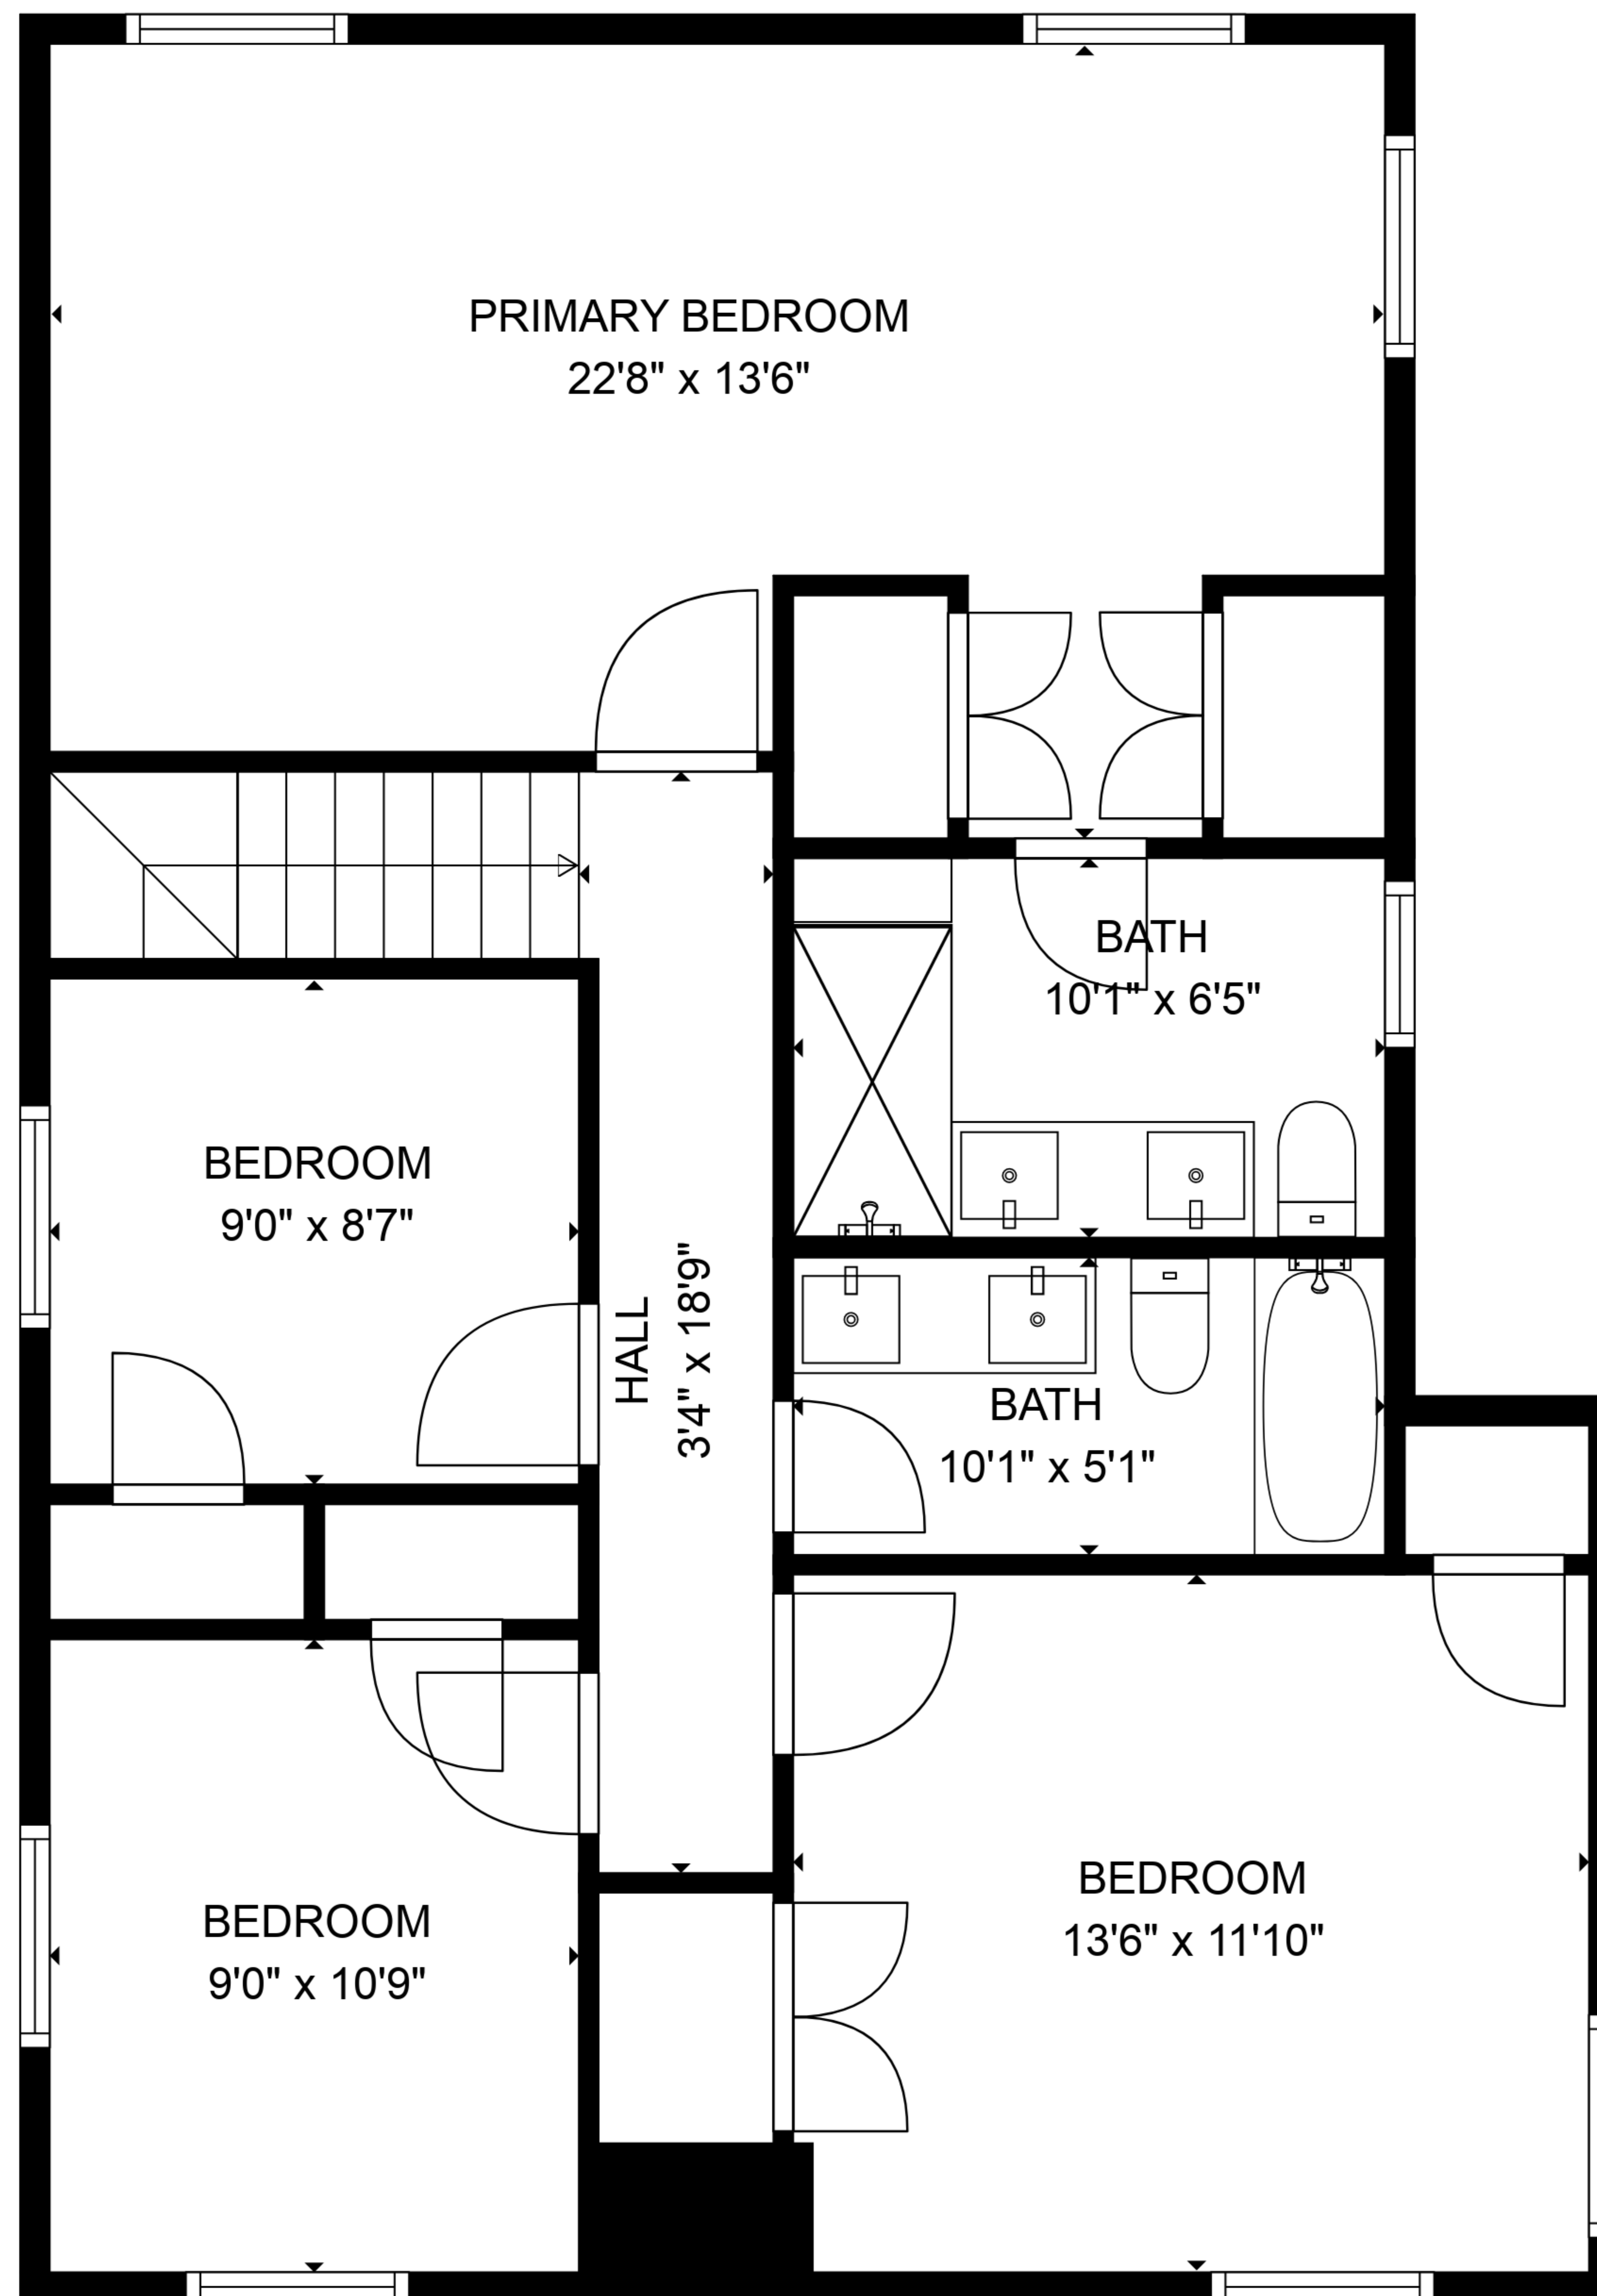 PRIMARY BEDROOM
22'8" x 13'6"
BATH
10'1" x 6'5"
BEDROOM
9'0" x 8'7"
HALL
3'4" x 18'9"
BATH
10'1" x 5'1"
BEDROOM
13'6" x 11'10"
BEDROOM
9'0" x 10'9"